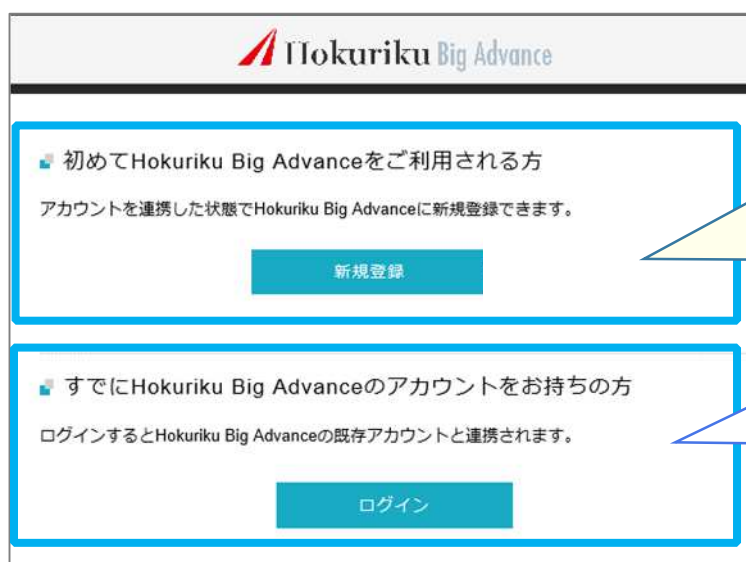 Hokuriku Big Advance
初めてHokuriku Big Advanceをご利用される方
アカウントを連携した状態でHokuriku Big Advanceに新規登録できます。
新規登録
すでにHokuriku Big Advanceのアカウントをお持ちの方
ログインするとHokuriku Big Advanceの既存アカウントと連携されます。
ログイン